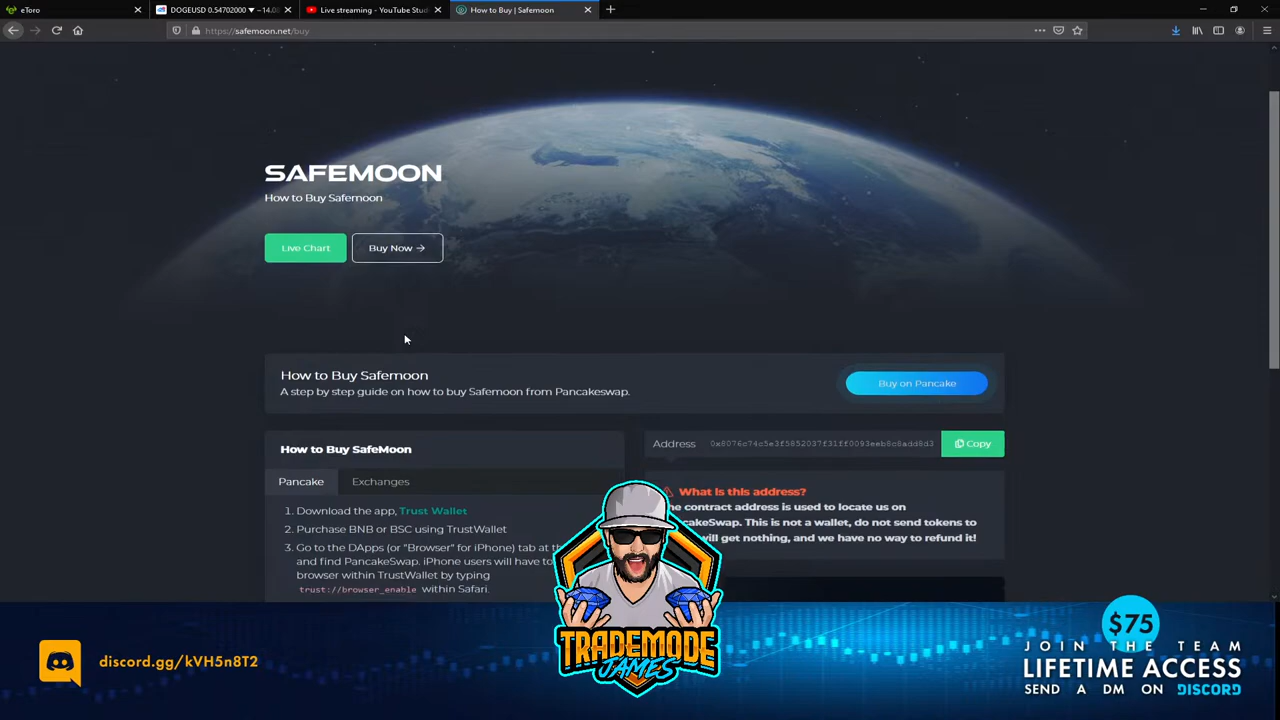 eToro
DOGEUSD 0.54702000 ▼ −14.0
Live streaming - YouTube Stud
How to Buy | Safemoon
https://safemoon.net/buy
SAFEMOON
How to Buy Safemoon
Live Chart
Buy Now →
How to Buy Safemoon
A step by step guide on how to buy Safemoon from Pancakeswap.
Buy on Pancake
How to Buy SafeMoon
Pancake
Exchanges
1. Download the app, Trust Wallet
2. Purchase BNB or BSC using TrustWallet
3. Go to the DApps (or "Browser" for iPhone) tab at the
and find PancakeSwap. iPhone users will have to
browser within TrustWallet by typing
trust://browser_enable within Safari.
Address
Copy
What is this address?
he contract address is used to locate us on
cakeSwap. This is not a wallet, do not send tokens to
will get nothing, and we have no way to refund it!
TRADEMODE
JAMES
discord.gg/kVH5n8T2
$75
JOIN THE TEAM
LIFETIME ACCESS
SEND A DM ON DISCORD